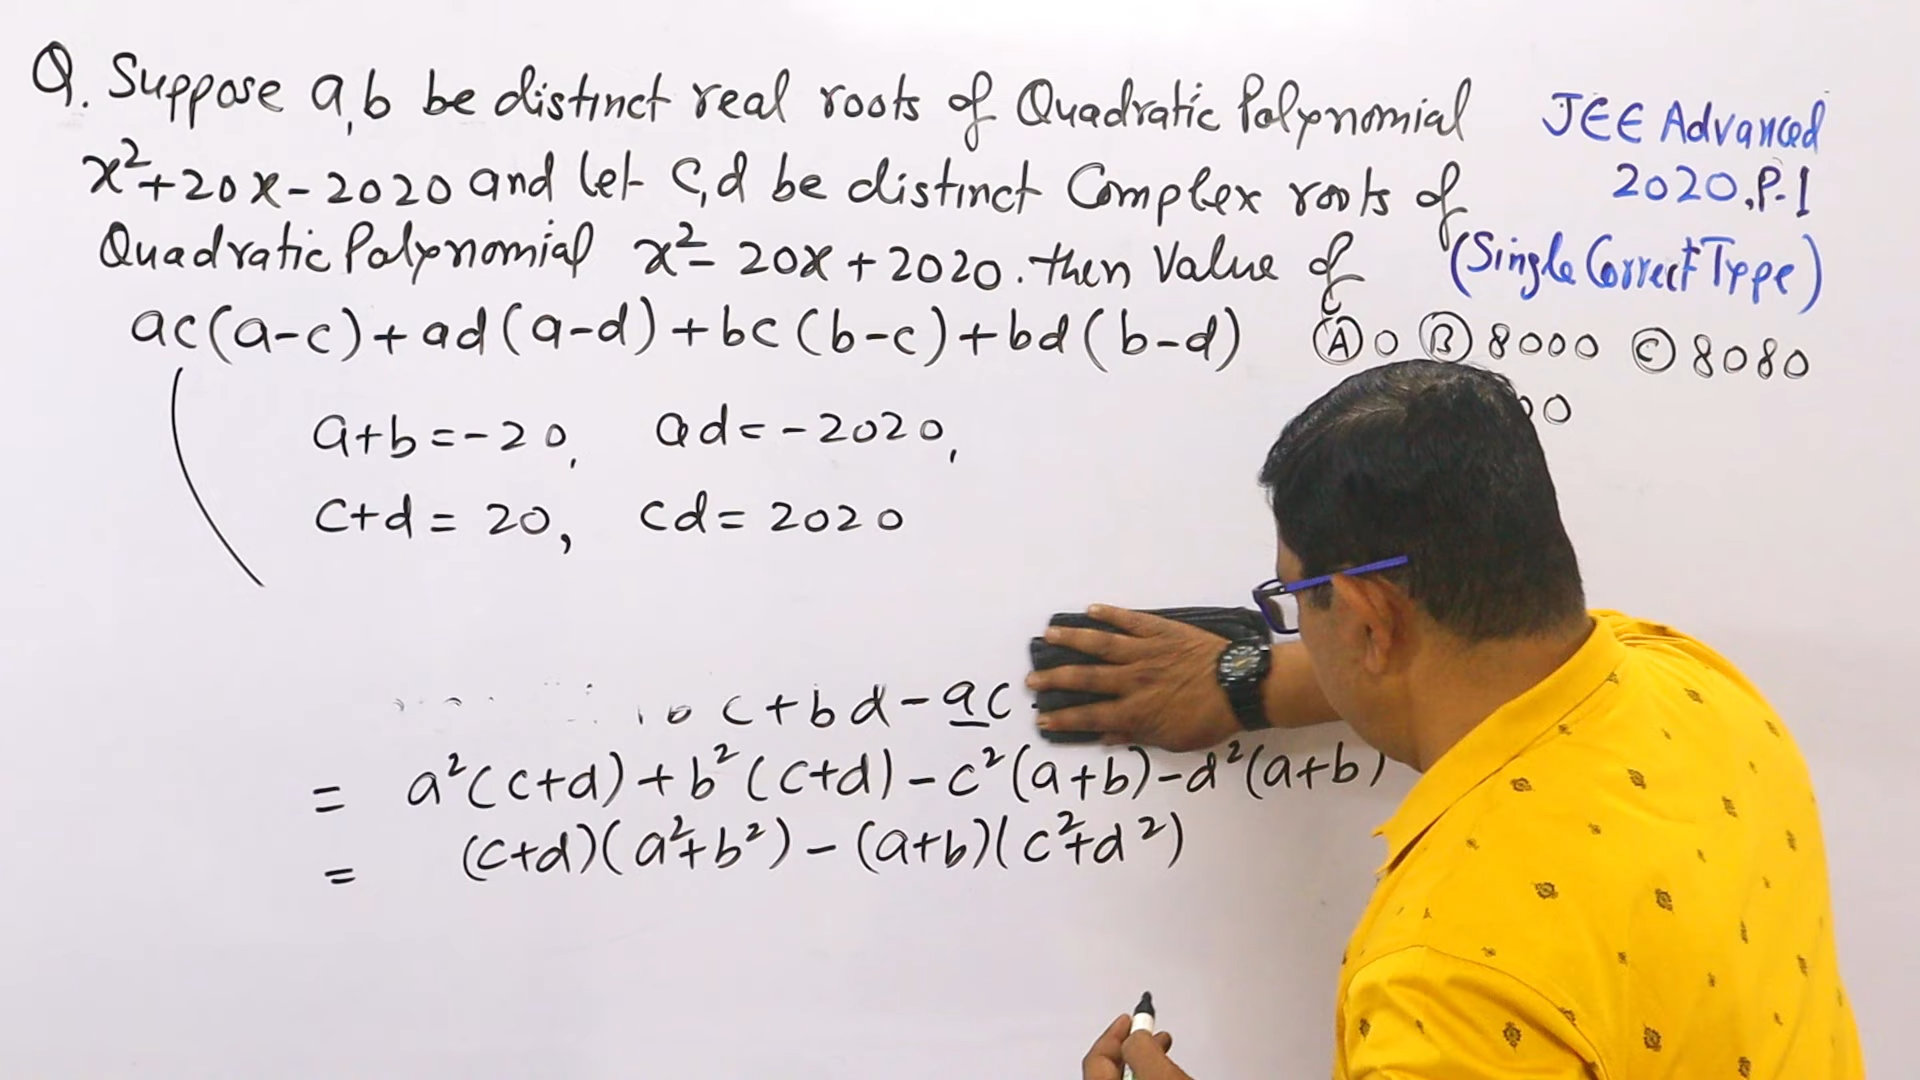 Q. Suppose a,b be distinct real roots of Quadratic Polynomial
x²+20x-2020 and let c,d be distinct Complex roots of
Quadratic Polynomial x²-20x+2020. then Value of
ac(a-c)+ad(a-d)+bc(b-c)+bd(b-d)
JEE Advanced
2020.P-1
(Single Correct Type)
(A) 0 (B) 8000 (C) 8080
00
a+b=-20, ad=-2020,
c+d=20, cd=2020
c+bd-ac
= a²(c+d)+b²(c+d)-c²(a+b)-d²(a+b)
= (c+d)(a²+b²)-(a+b)(c²+d²)